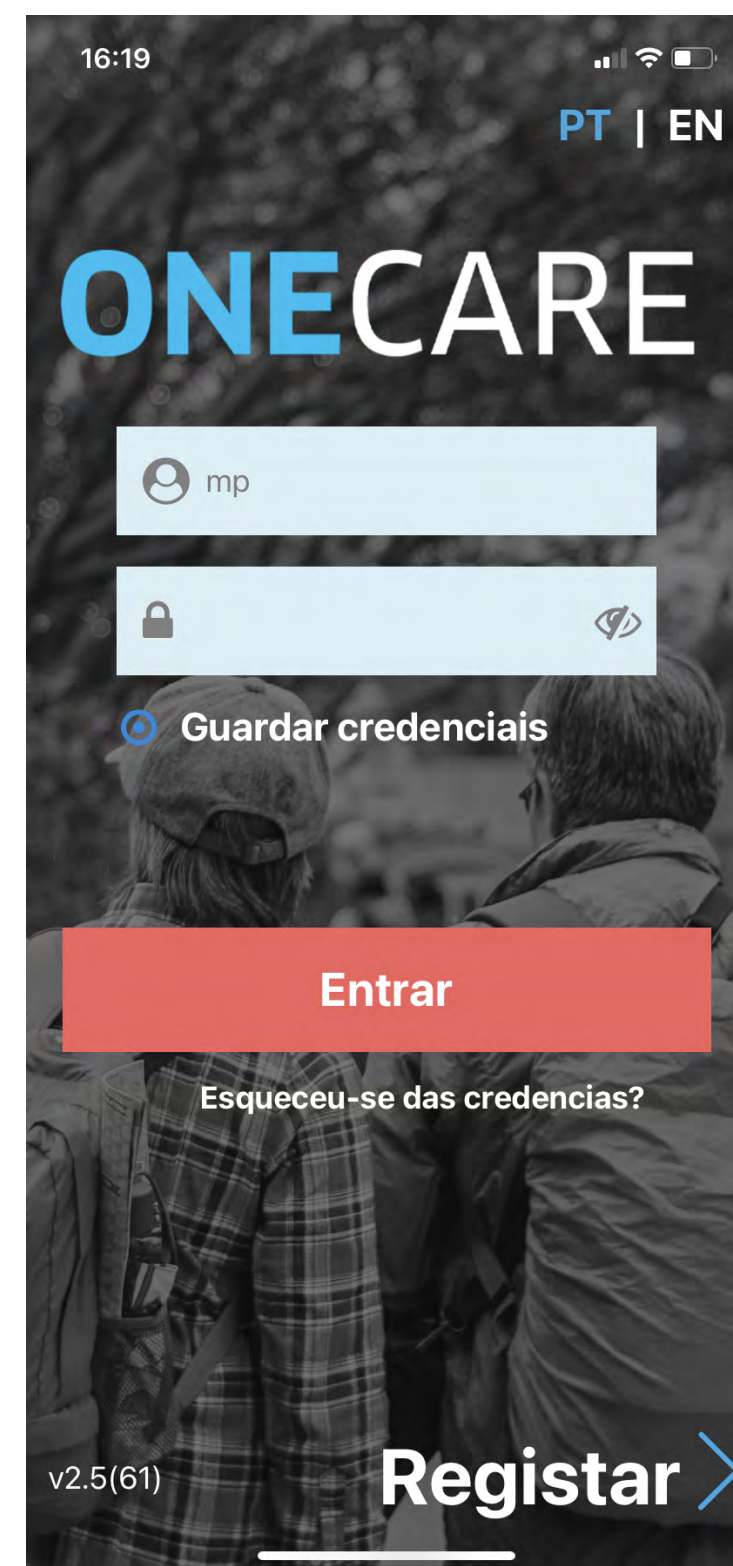 16:19
PT | EN
ONECARE
mp
Guardar credenciais
Entrar
Esqueceu-se das credencias?
v2.5(61)
Registar